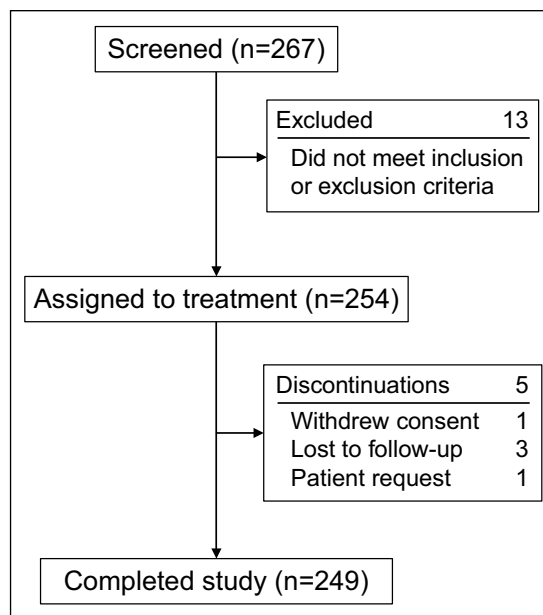 Screened (n=267)
Excluded 13
Did not meet inclusion
or exclusion criteria
Assigned to treatment (n=254)
Discontinuations 5
Withdrew consent 1
Lost to follow-up 3
Patient request 1
Completed study (n=249)